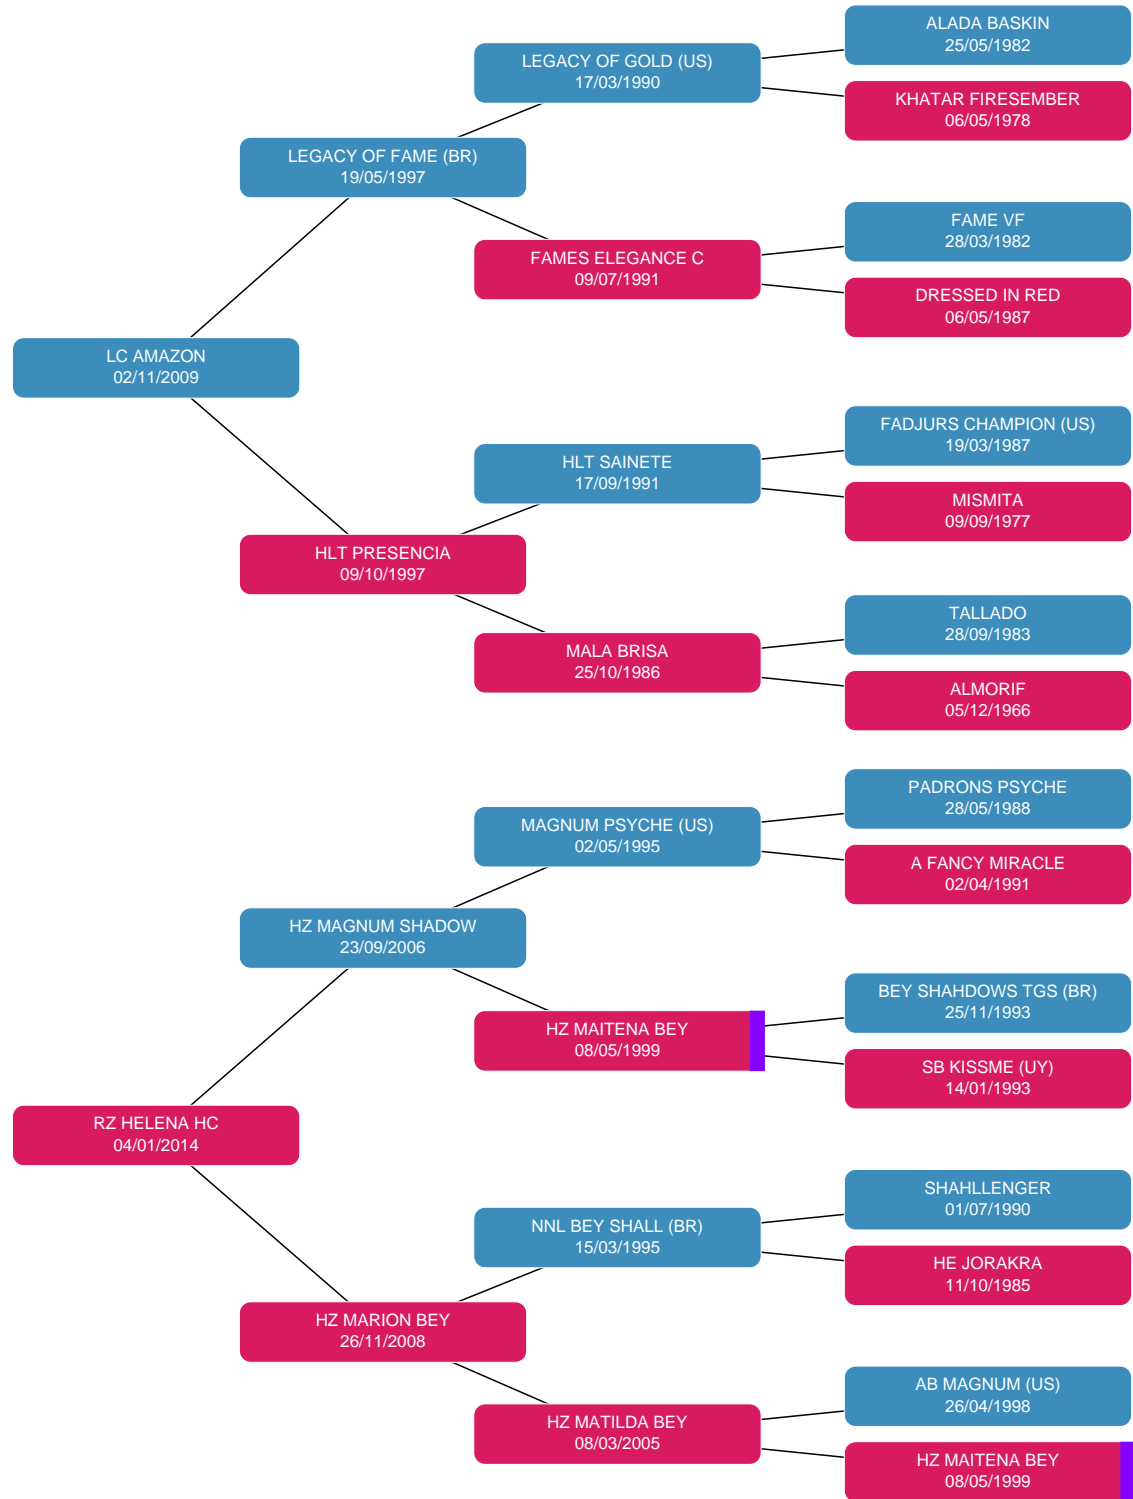 ALADA BASKIN
25/05/1982
LEGACY OF GOLD (US)
17/03/1990
KHATAR FIRESEMBER
06/05/1978
LEGACY OF FAME (BR)
19/05/1997
FAME VF
28/03/1982
FAMES ELEGANCE C
09/07/1991
DRESSED IN RED
06/05/1987
LC AMAZON
02/11/2009
FADJURS CHAMPION (US)
19/03/1987
HLT SAINETE
17/09/1991
MISMITA
09/09/1977
HLT PRESENCIA
09/10/1997
TALLADO
28/09/1983
MALA BRISA
25/10/1986
ALMORIF
05/12/1966
PADRONS PSYCHE
28/05/1988
MAGNUM PSYCHE (US)
02/05/1995
A FANCY MIRACLE
02/04/1991
HZ MAGNUM SHADOW
23/09/2006
BEY SHAHDOWS TGS (BR)
25/11/1993
HZ MAITENA BEY
08/05/1999
SB KISSME (UY)
14/01/1993
RZ HELENA HC
04/01/2014
SHAHLLENGER
01/07/1990
NNL BEY SHALL (BR)
15/03/1995
HE JORAKRA
11/10/1985
HZ MARION BEY
26/11/2008
AB MAGNUM (US)
26/04/1998
HZ MATILDA BEY
08/03/2005
HZ MAITENA BEY
08/05/1999